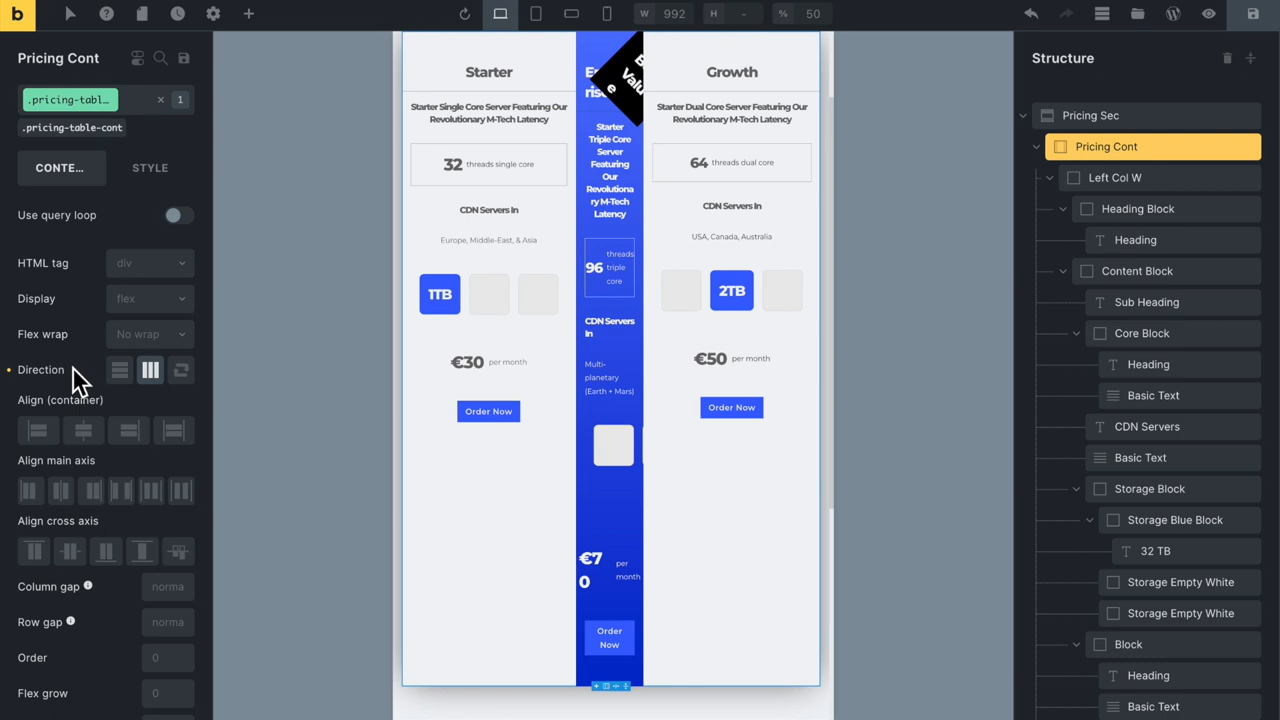 b
W 992 H - % 50
Pricing Cont
.pricing-tabl... × 1
.pricing-table-cont
CONTE... STYLE
Use query loop
HTML tag div
Display flex
Flex wrap No wrap
Direction
Align (container)
Align main axis
Align cross axis
Column gap norma
Row gap norma
Order 0
Flex grow 0
Starter
Starter Single Core Server Featuring Our
Revolutionary M-Tech Latency
32 threads single core
CDN Servers In
Europe, Middle-East, & Asia
1TB
€30 per month
Order Now
Starter
Triple Core
Server
Featuring
Our
Revolutiona
ry M-Tech
Latency
96 threads
triple
core
CDN Servers
In
Multi-
planetary
(Earth + Mars)
€7
0
per
month
Order
Now
Growth
Starter Dual Core Server Featuring Our
Revolutionary M-Tech Latency
64 threads dual core
CDN Servers In
USA, Canada, Australia
2TB
€50 per month
Order Now
Structure
Pricing Sec
Pricing Cont
Left Col W
Heading Block
Heading
Content Block
Sub Heading
Core Block
Heading
Basic Text
CDN Servers
Basic Text
Storage Block
Storage Blue Block
32 TB
Storage Empty White
Storage Empty White
Block
Heading
Basic Text